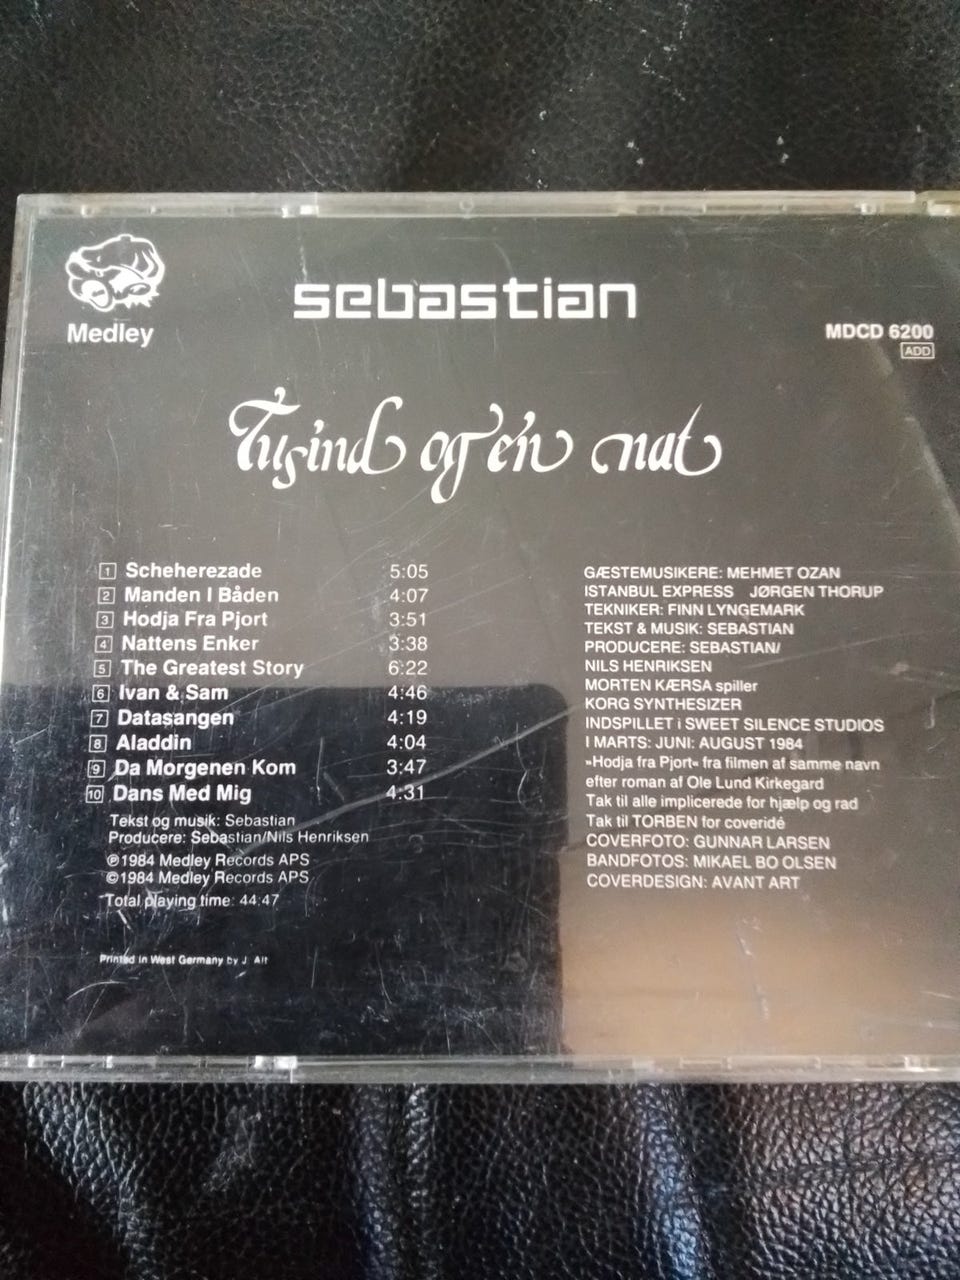 Medley
sebastian
MDCD 6200
ADD
Tusind og én nat
1 Scheherezade 5:05
2 Manden I Båden 4:07
3 Hodja Fra Pjort 3:51
4 Nattens Enker 3:38
5 The Greatest Story 6:22
6 Ivan & Sam 4:46
7 Datasangen 4:19
8 Aladdin 4:04
9 Da Morgenen Kom 3:47
10 Dans Med Mig 4:31
Tekst og musik: Sebastian
Producere: Sebastian/Nils Henriksen
℗1984 Medley Records APS
©1984 Medley Records APS
Total playing time: 44:47
Printed in West Germany by J. Alt
GÆSTEMUSIKERE: MEHMET OZAN
ISTANBUL EXPRESS JØRGEN THORUP
TEKNIKER: FINN LYNGEMARK
TEKST & MUSIK: SEBASTIAN
PRODUCERE: SEBASTIAN/
NILS HENRIKSEN
MORTEN KÆRSA spiller
KORG SYNTHESIZER
INDSPILLET i SWEET SILENCE STUDIOS
I MARTS: JUNI: AUGUST 1984
»Hodja fra Pjort« fra filmen af samme navn
efter roman af Ole Lund Kirkegard
Tak til alle implicerede for hjælp og rad
Tak til TORBEN for coveridé
COVERFOTO: GUNNAR LARSEN
BANDFOTOS: MIKAEL BO OLSEN
COVERDESIGN: AVANT ART